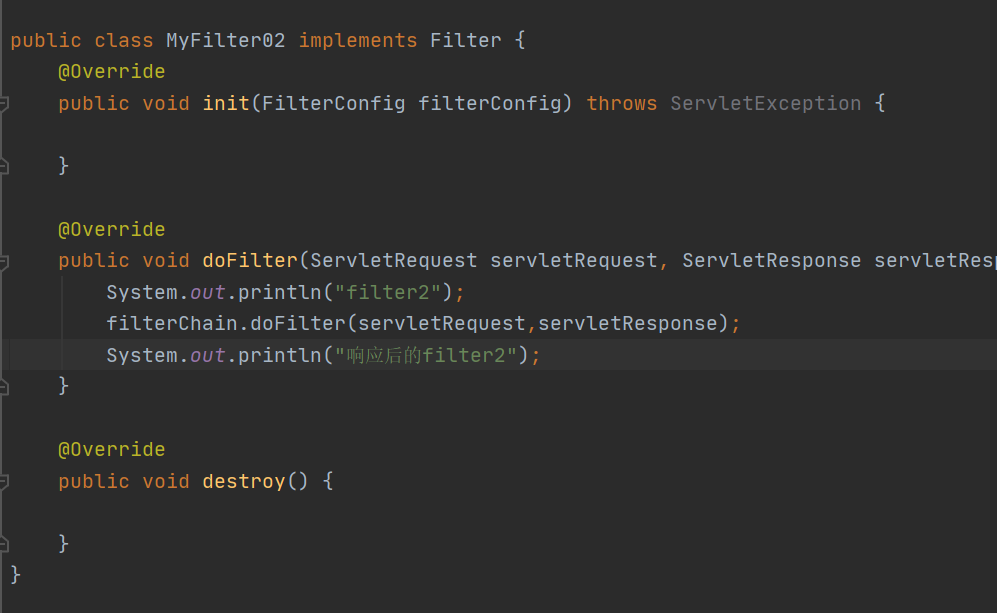 public class MyFilter02 implements Filter {
@Override
public void init(FilterConfig filterConfig) throws ServletException {
}
@Override
public void doFilter(ServletRequest servletRequest, ServletResponse servletResp
System.out.println("filter2");
filterChain.doFilter(servletRequest,servletResponse);
System.out.println("响应后的filter2");
}
@Override
public void destroy() {
}
}